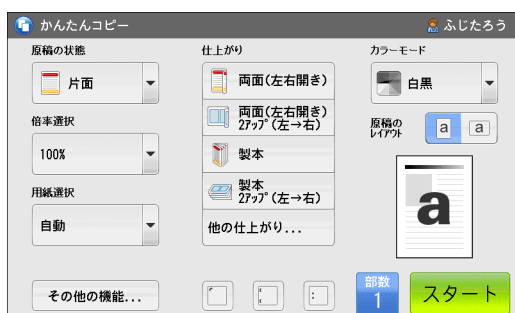 かんたんコピー
ふじたろう
原稿の状態
片面
倍率選択
100%
用紙選択
自動
その他の機能...
仕上がり
両面(左右開き)
両面(左右開き)
2アップ(左→右)
製本
製本
2アップ(左→右)
他の仕上がり...
カラーモード
白黒
原稿の
レイアウト
a
a
a
部数
1
スタート